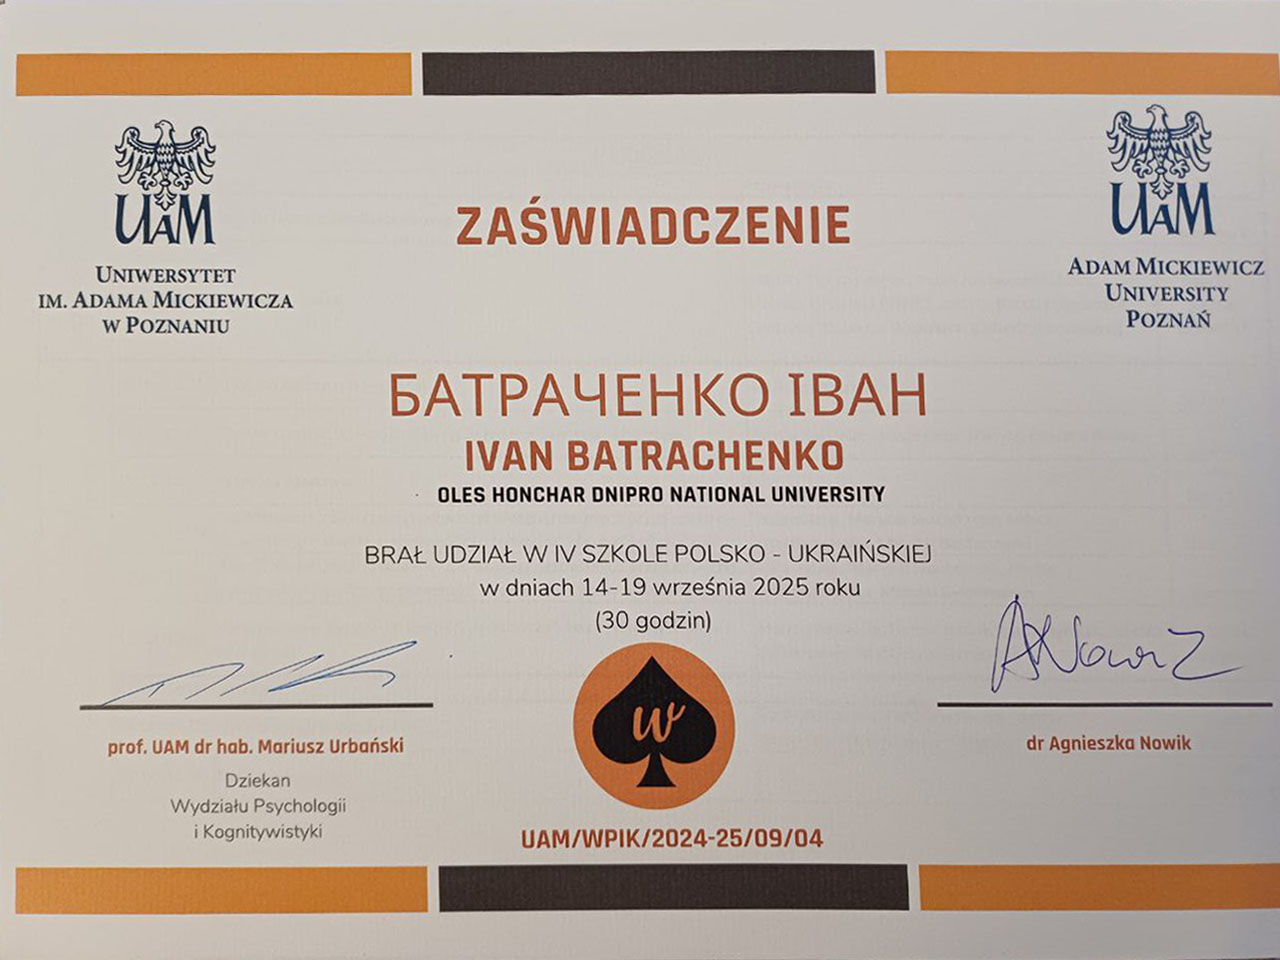 UAM
UNIWERSYTET
IM. ADAMA MICKIEWICZA
W POZNANIU
UAM
ADAM MICKIEWICZ
UNIVERSITY
POZNAŃ
ZAŚWIADCZENIE
БАТРАЧЕНКО ІВАН
IVAN BATRACHENKO
OLES HONCHAR DNIPRO NATIONAL UNIVERSITY
BRAŁ UDZIAŁ W IV SZKOLE POLSKO - UKRAIŃSKIEJ
w dniach 14-19 września 2025 roku
(30 godzin)
prof. UAM dr hab. Mariusz Urbański
Dziekan
Wydziału Psychologii
i Kognitywistyki
ANowik
dr Agnieszka Nowik
w
UAM/WPIK/2024-25/09/04